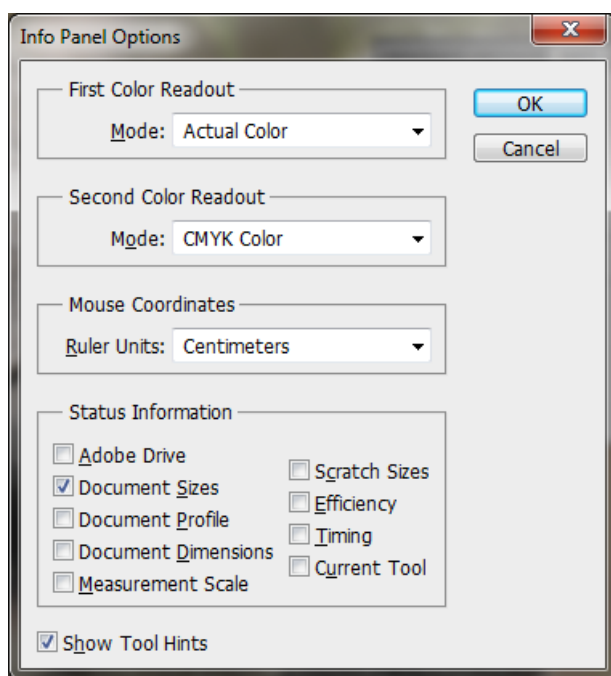 Info Panel Options
First Color Readout
Mode: Actual Color
OK
Cancel
Second Color Readout
Mode: CMYK Color
Mouse Coordinates
Ruler Units: Centimeters
Status Information
Adobe Drive
Document Sizes
Document Profile
Document Dimensions
Measurement Scale
Scratch Sizes
Efficiency
Timing
Current Tool
Show Tool Hints